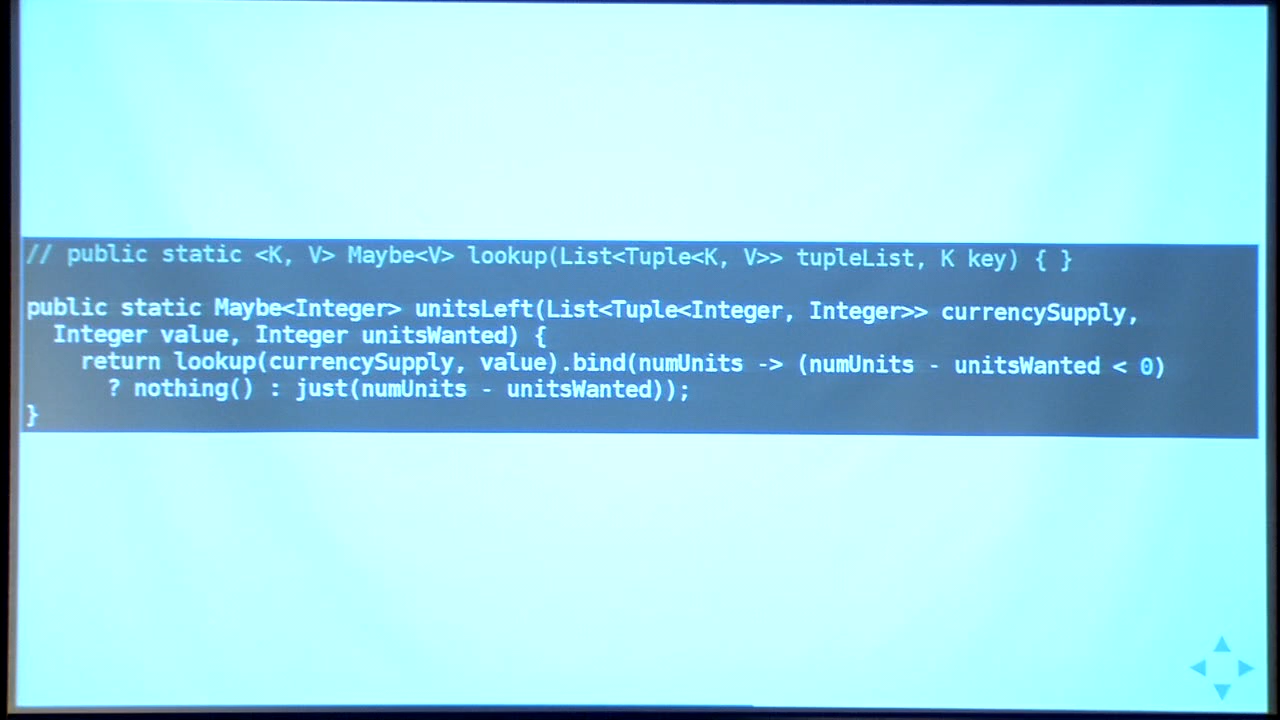 // public static <K, V> Maybe<V> lookup(List<Tuple<K, V>> tupleList, K key) { }
public static Maybe<Integer> unitsLeft(List<Tuple<Integer, Integer>> currencySupply,
Integer value, Integer unitsWanted) {
return lookup(currencySupply, value).bind(numUnits -> (numUnits - unitsWanted < 0)
? nothing() : just(numUnits - unitsWanted));
}